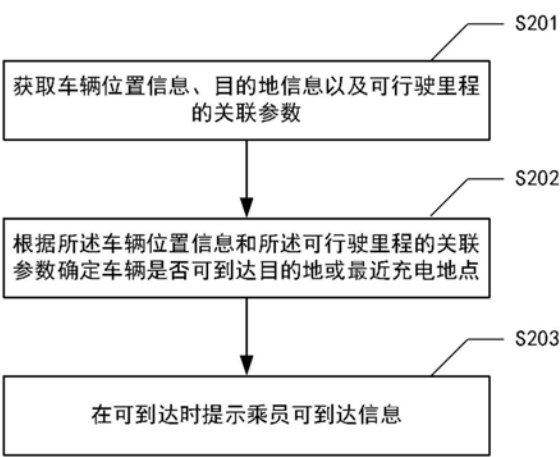 S201
获取车辆位置信息、目的地信息以及可行驶里程
的关联参数
S202
根据所述车辆位置信息和所述可行驶里程的关联
参数确定车辆是否可到达目的地或最近充电地点
S203
在可到达时提示乘员可到达信息